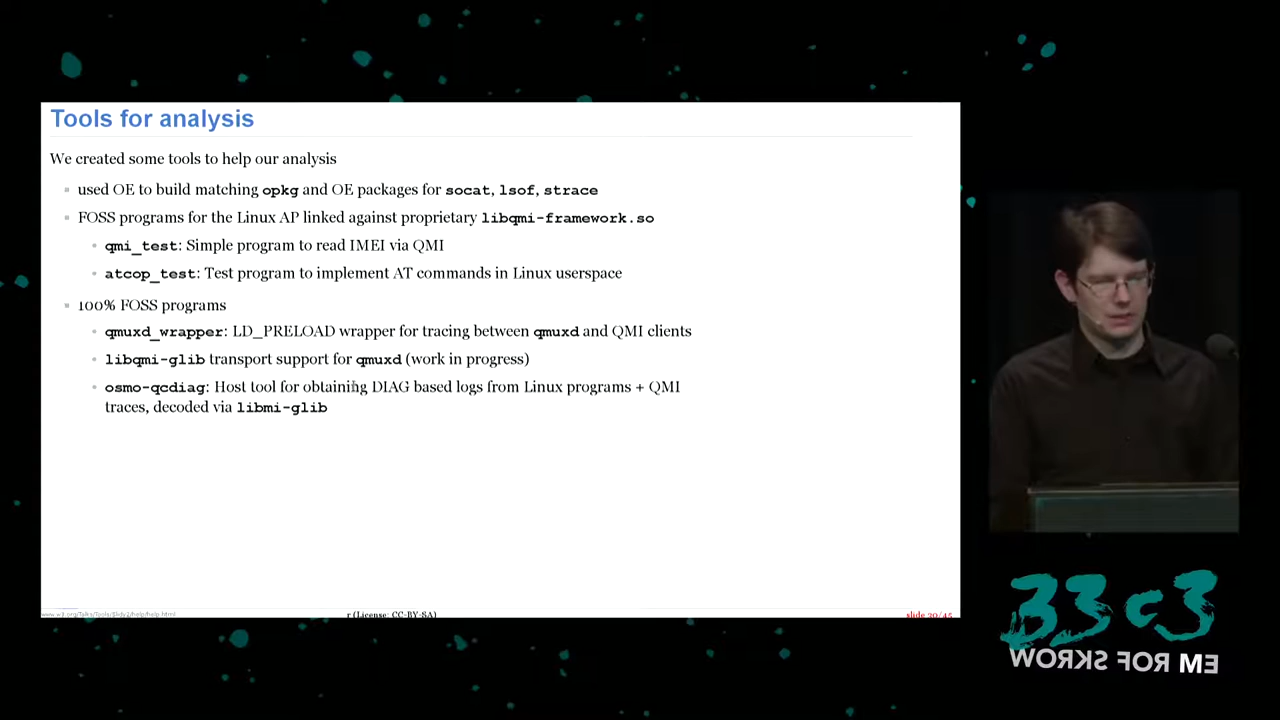 Tools for analysis
We created some tools to help our analysis
used OE to build matching opkg and OE packages for socat, lsof, strace
FOSS programs for the Linux AP linked against proprietary libqmi-framework.so
qmi_test: Simple program to read IMEI via QMI
atcop_test: Test program to implement AT commands in Linux userspace
100% FOSS programs
qmuxd_wrapper: LD_PRELOAD wrapper for tracing between qmuxd and QMI clients
libqmi-glib transport support for qmuxd (work in progress)
osmo-qcdiag: Host tool for obtaining DIAG based logs from Linux programs + QMI
traces, decoded via libmi-glib
r (License: CC-BY-SA)
slide 20/45
33c3
WORKS FOR ME